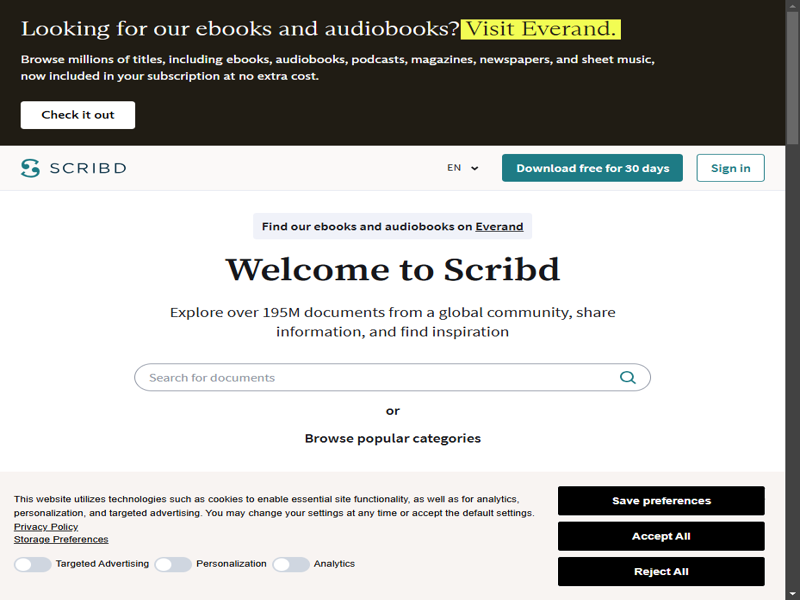 Looking for our ebooks and audiobooks? Visit Everand.
Browse millions of titles, including ebooks, audiobooks, podcasts, magazines, newspapers, and sheet music,
now included in your subscription at no extra cost.
Check it out
SCRIBD
EN
Download free for 30 days
Sign in
Find our ebooks and audiobooks on Everand
Welcome to Scribd
Explore over 195M documents from a global community, share
information, and find inspiration
Search for documents
or
Browse popular categories
This website utilizes technologies such as cookies to enable essential site functionality, as well as for analytics,
personalization, and targeted advertising. You may change your settings at any time or accept the default settings.
Privacy Policy
Storage Preferences
Targeted Advertising
Personalization
Analytics
Save preferences
Accept All
Reject All